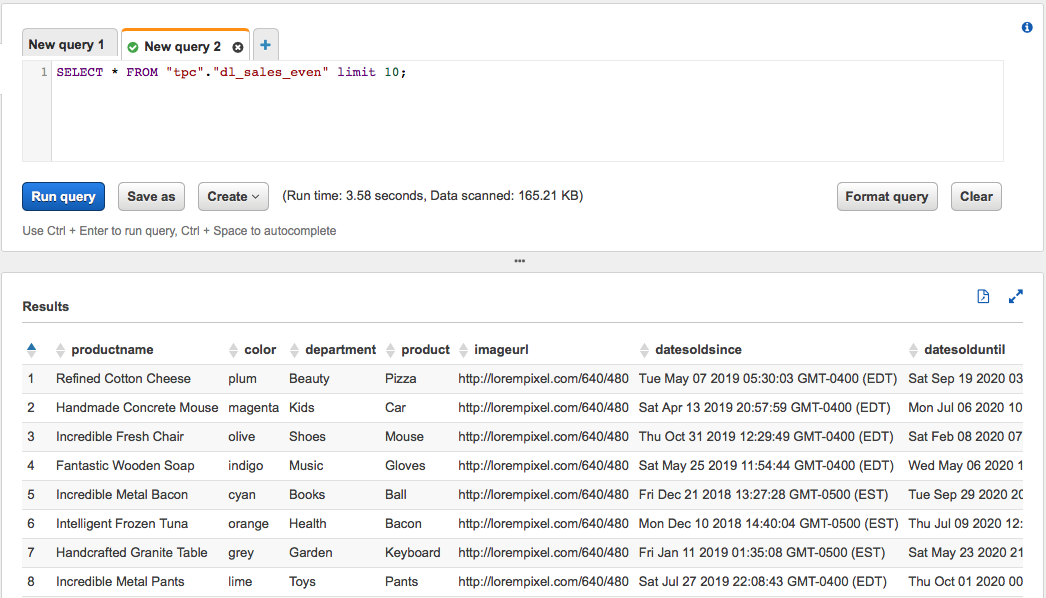 New query 1 New query 2 +
1 SELECT * FROM "tpc"."dl_sales_even" limit 10;
Run query Save as Create (Run time: 3.58 seconds, Data scanned: 165.21 KB) Format query Clear
Use Ctrl + Enter to run query, Ctrl + Space to autocomplete
Results
productname color department product imageurl datesoldsince datesolduntil
1 Refined Cotton Cheese plum Beauty Pizza http://lorempixel.com/640/480 Tue May 07 2019 05:30:03 GMT-0400 (EDT) Sat Sep 19 2020 03
2 Handmade Concrete Mouse magenta Kids Car http://lorempixel.com/640/480 Sat Apr 13 2019 20:57:59 GMT-0400 (EDT) Mon Jul 06 2020 10
3 Incredible Fresh Chair olive Shoes Mouse http://lorempixel.com/640/480 Thu Oct 31 2019 12:29:49 GMT-0400 (EDT) Sat Feb 08 2020 07
4 Fantastic Wooden Soap indigo Music Gloves http://lorempixel.com/640/480 Sat May 25 2019 11:54:44 GMT-0400 (EDT) Wed May 06 2020 1
5 Incredible Metal Bacon cyan Books Ball http://lorempixel.com/640/480 Fri Dec 21 2018 13:27:28 GMT-0500 (EST) Tue Sep 29 2020 20
6 Intelligent Frozen Tuna orange Health Bacon http://lorempixel.com/640/480 Mon Dec 10 2018 14:40:04 GMT-0500 (EST) Thu Jul 09 2020 12:
7 Handcrafted Granite Table grey Garden Keyboard http://lorempixel.com/640/480 Fri Jan 11 2019 01:35:08 GMT-0500 (EST) Sat May 23 2020 21
8 Incredible Metal Pants lime Toys Pants http://lorempixel.com/640/480 Sat Jul 27 2019 22:08:43 GMT-0400 (EDT) Thu Oct 01 2020 00